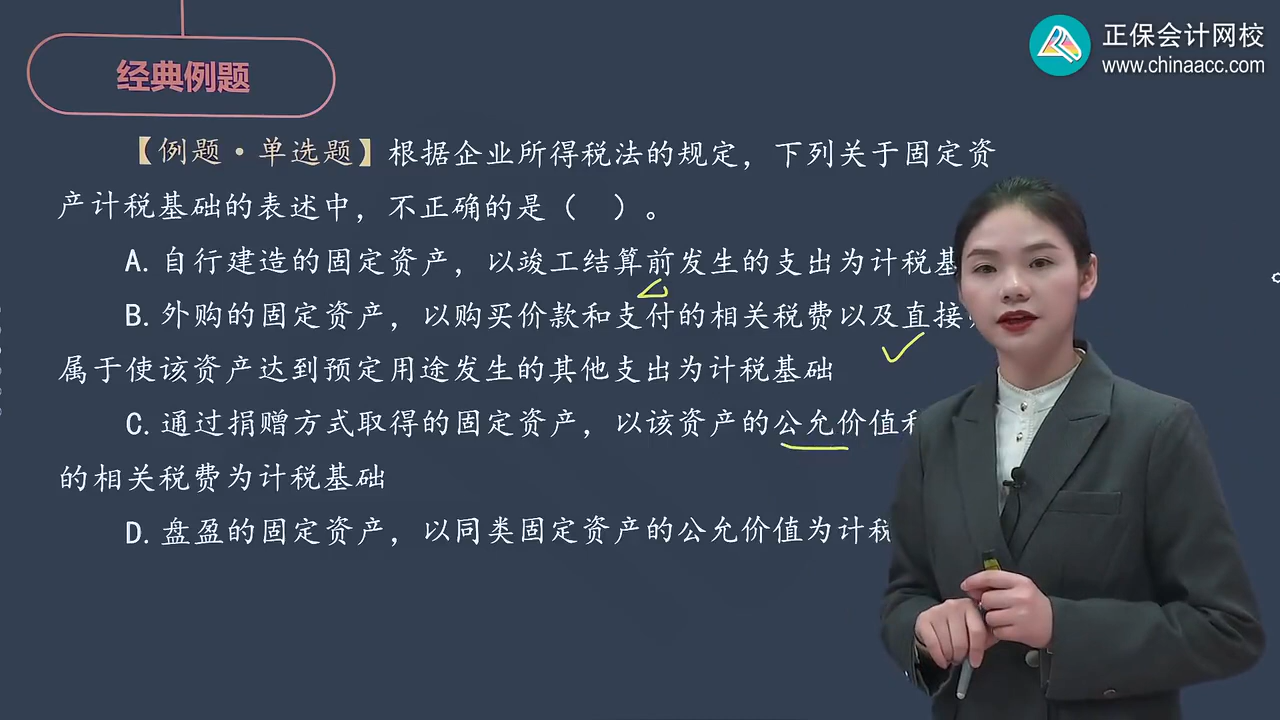 正保会计网校
www.chinaacc.com
经典例题
【例题·单选题】根据企业所得税法的规定，下列关于固定资
产计税基础的表述中，不正确的是（　）。
A. 自行建造的固定资产，以竣工结算前发生的支出为计税基
B. 外购的固定资产，以购买价款和支付的相关税费以及直接
属于使该资产达到预定用途发生的其他支出为计税基础
C. 通过捐赠方式取得的固定资产，以该资产的公允价值
的相关税费为计税基础
D. 盘盈的固定资产，以同类固定资产的公允价值为计税